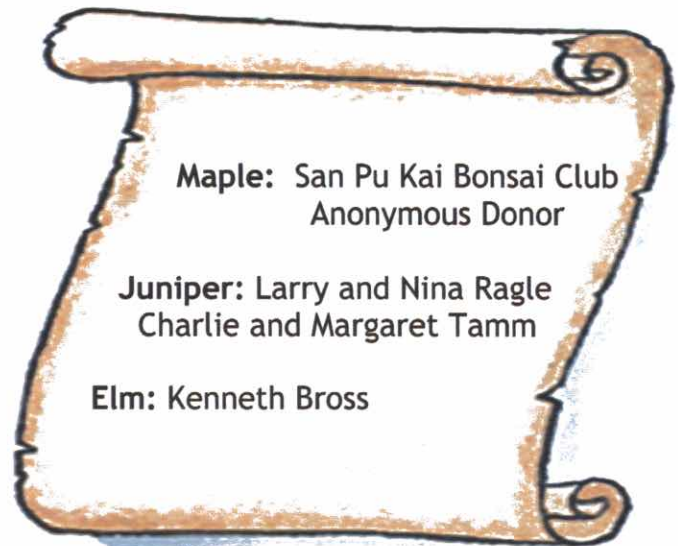 Maple: San Pu Kai Bonsai Club
Anonymous Donor
Juniper: Larry and Nina Ragle
Charlie and Margaret Tamm
Elm: Kenneth Bross